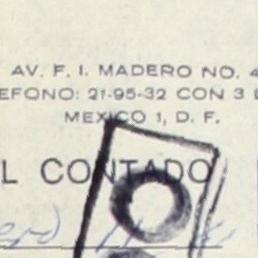 AV. F. I. MADERO NO. 4
EFONO: 21-95-32 CON 3 L
MEXICO 1, D. F.
L CONTADO